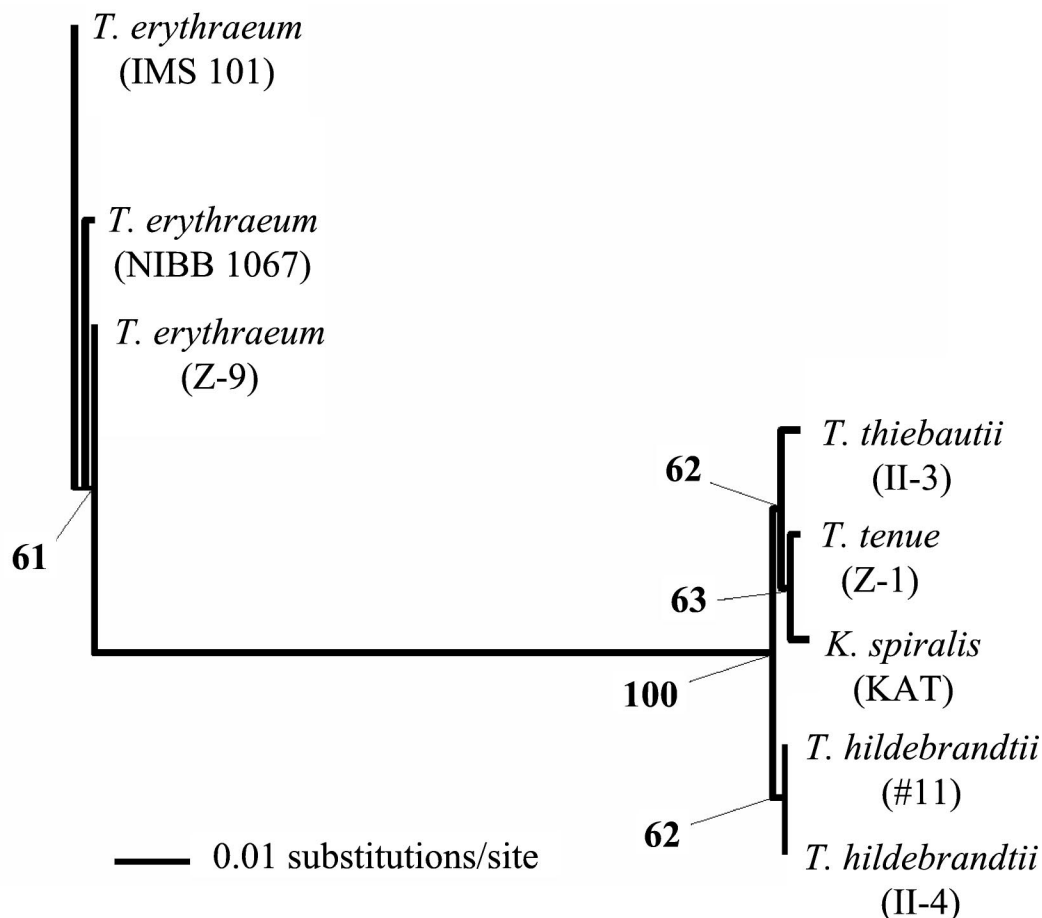 T. erythraeum
(IMS 101)
T. erythraeum
(NIBB 1067)
T. erythraeum
(Z-9)
T. thiebautii
(II-3)
62
T. tenue
(Z-1)
61
63
K. spiralis
(KAT)
100
T. hildebrandtii
(#11)
62
0.01 substitutions/site
T. hildebrandtii
(II-4)